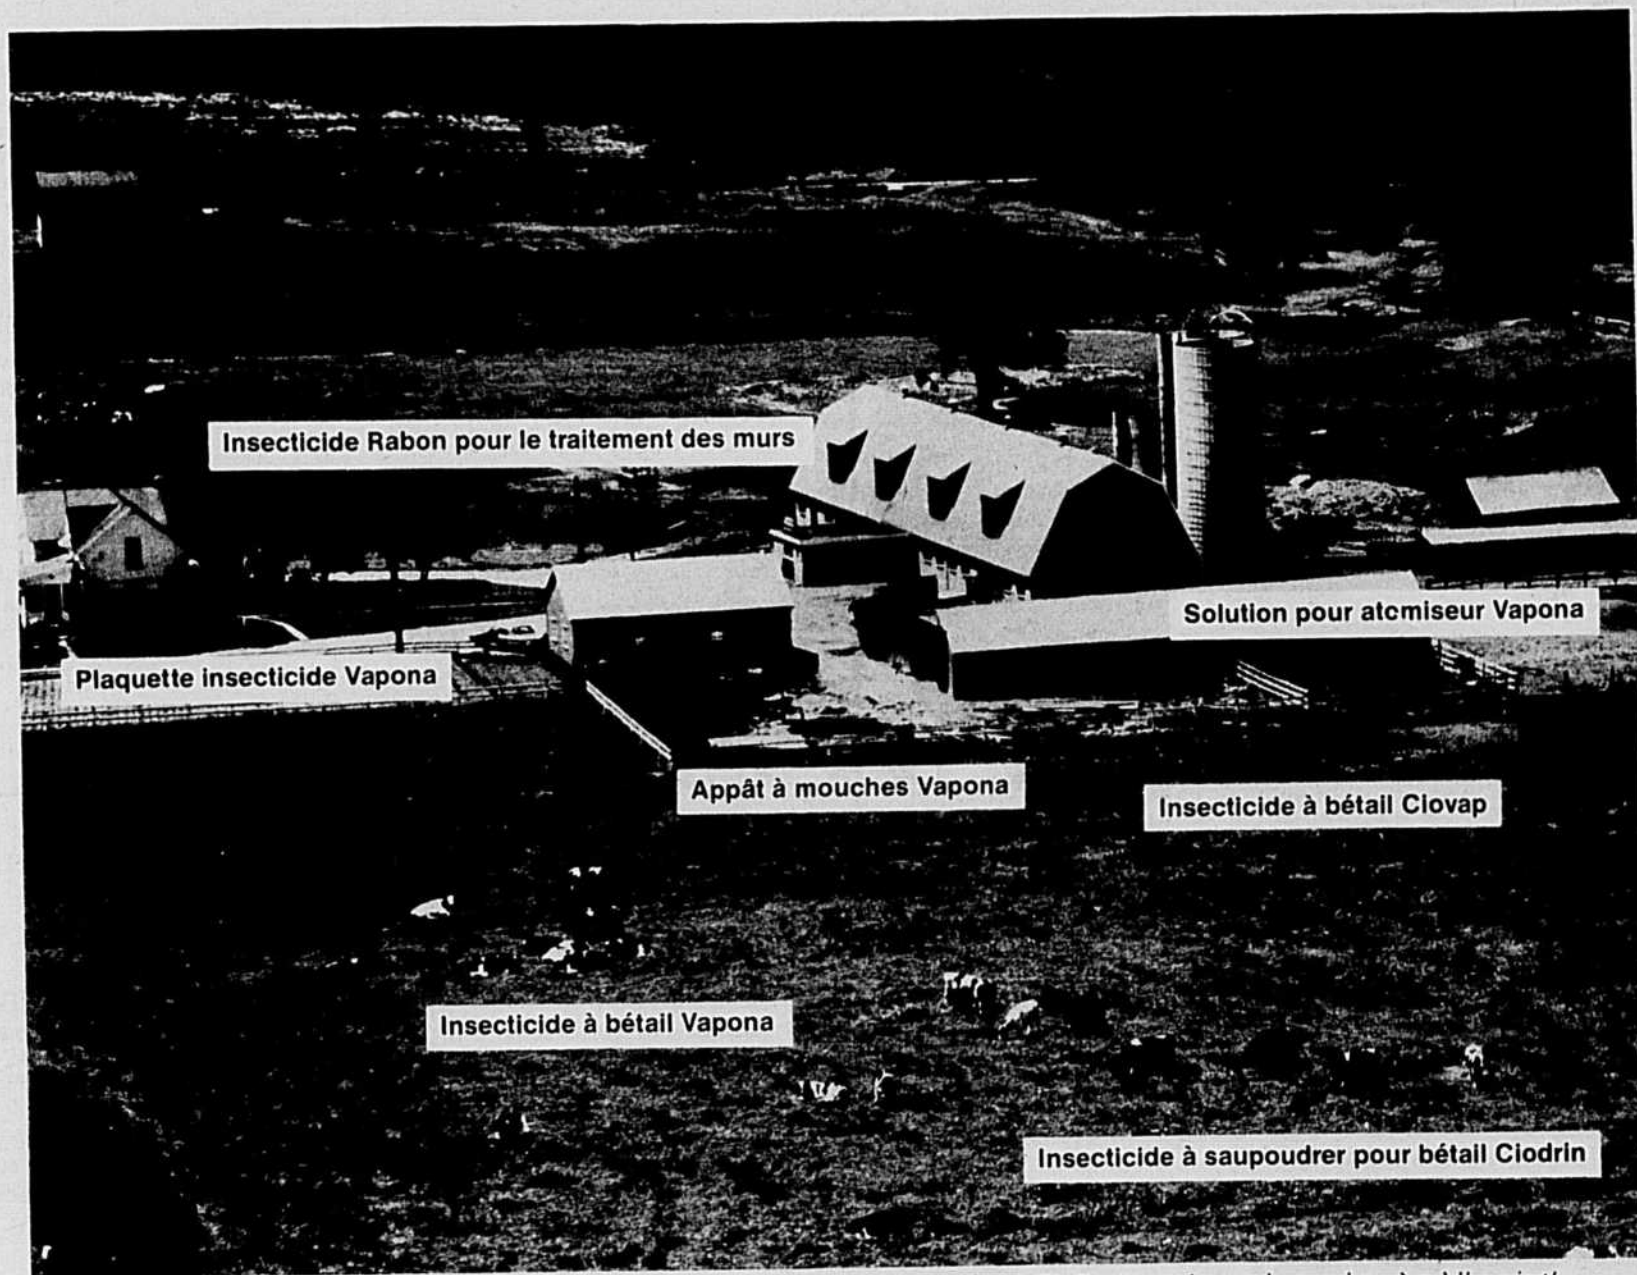 Insecticide Rabon pour le traitement des murs
Solution pour atcmiseur Vapona
Plaquette insecticide Vapona
Appât à mouches Vapona
Insecticide à bétail Ciovap
Insecticide à bétail Vapona
Insecticide à saupoudrer pour bétail Ciodrin